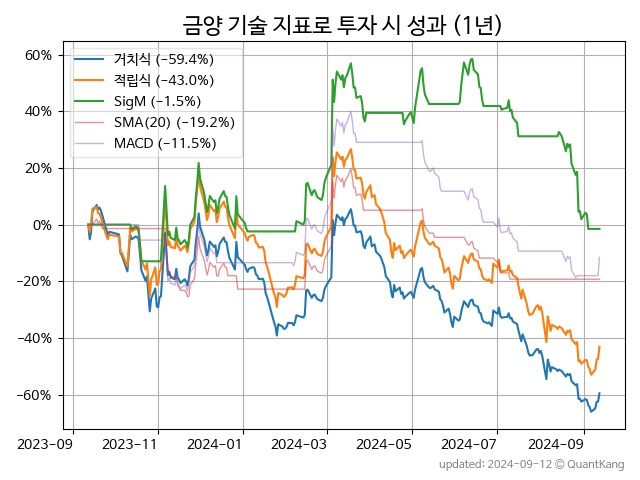 금양 기술 지표로 투자 시 성과 (1년)
60%
40%
20%
0%
−20%
−40%
−60%
거치식 (−59.4%)
적립식 (−43.0%)
SigM (−1.5%)
SMA(20) (−19.2%)
MACD (−11.5%)
2023-09 2023-11 2024-01 2024-03 2024-05 2024-07 2024-09
updated: 2024-09-12 © QuantKang